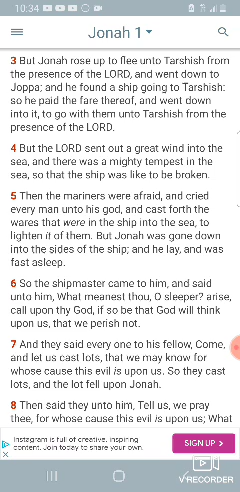 10:34
Jonah 1
3 But Jonah rose up to flee unto Tarshish from
the presence of the LORD, and went down to
Joppa; and he found a ship going to Tarshish:
so he paid the fare thereof, and went down
into it, to go with them unto Tarshish from the
presence of the LORD.
4 But the LORD sent out a great wind into the
sea, and there was a mighty tempest in the
sea, so that the ship was like to be broken.
5 Then the mariners were afraid, and cried
every man unto his god, and cast forth the
wares that were in the ship into the sea, to
lighten it of them. But Jonah was gone down
into the sides of the ship; and he lay, and was
fast asleep.
6 So the shipmaster came to him, and said
unto him, What meanest thou, O sleeper? arise,
call upon thy God, if so be that God will think
upon us, that we perish not.
7 And they said every one to his fellow, Come,
and let us cast lots, that we may know for
whose cause this evil is upon us. So they cast
lots, and the lot fell upon Jonah.
8 Then said they unto him, Tell us, we pray
thee, for whose cause this evil is upon us; What
Instagram is full of creative, inspiring
content. Join today to share your own.
SIGN UP >
VRECORDER